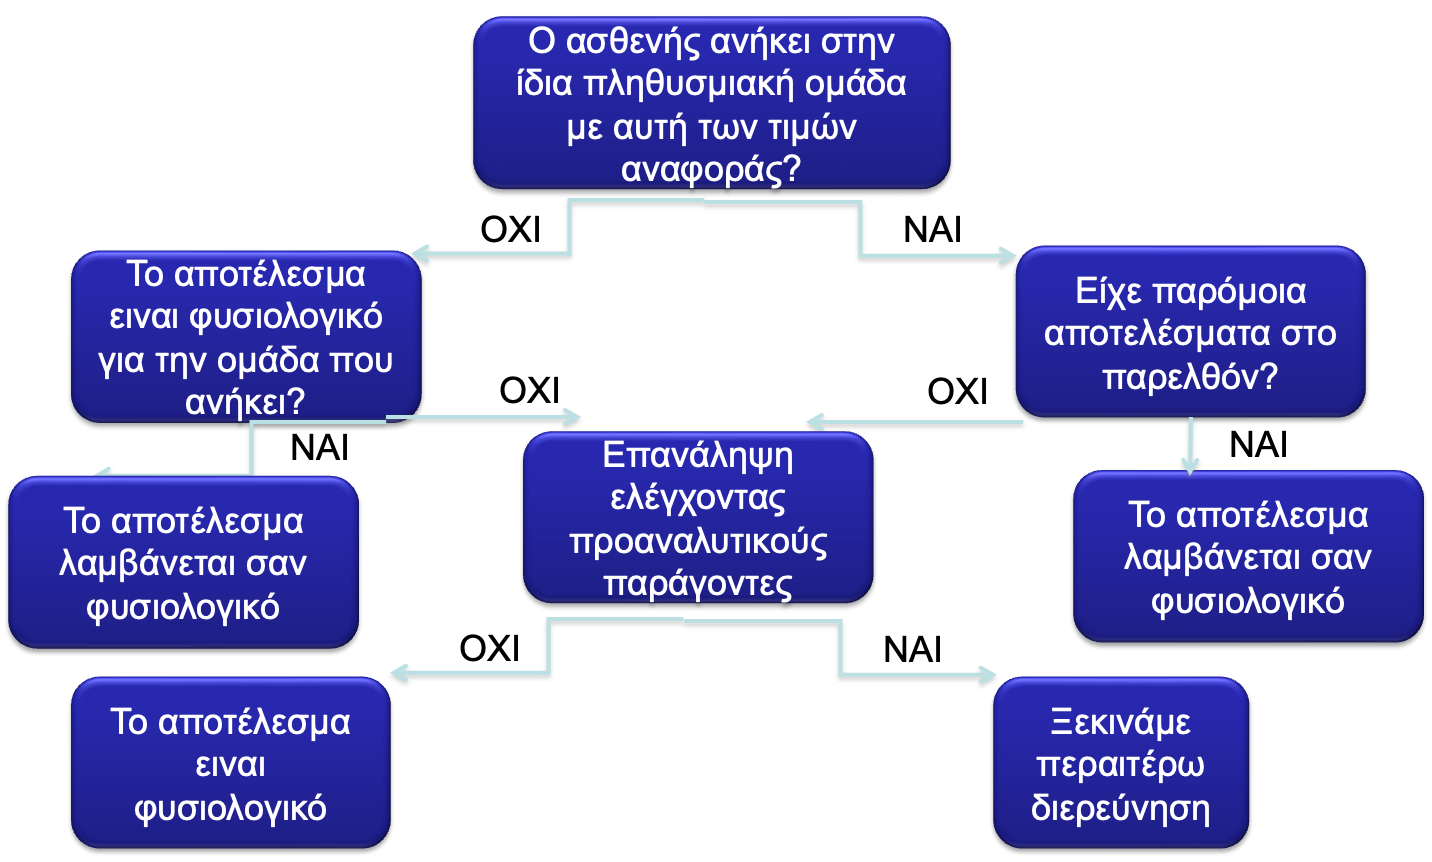 Ο ασθενής ανήκει στην
ίδια πληθυσμιακή ομάδα
με αυτή των τιμών
αναφοράς?
ΟΧΙ
ΝΑΙ
Το αποτέλεσμα
ειναι φυσιολογικό
για την ομάδα που
ανήκει?
Είχε παρόμοια
αποτελέσματα στο
παρελθόν?
ΟΧΙ
ΟΧΙ
ΝΑΙ
ΝΑΙ
Επανάληψη
ελέγχοντας
προαναλυτικούς
παράγοντες
Το αποτέλεσμα
λαμβάνεται σαν
φυσιολογικό
Το αποτέλεσμα
λαμβάνεται σαν
φυσιολογικό
ΟΧΙ
ΝΑΙ
Το αποτέλεσμα
ειναι
φυσιολογικό
Ξεκινάμε
περαιτέρω
διερεύνηση